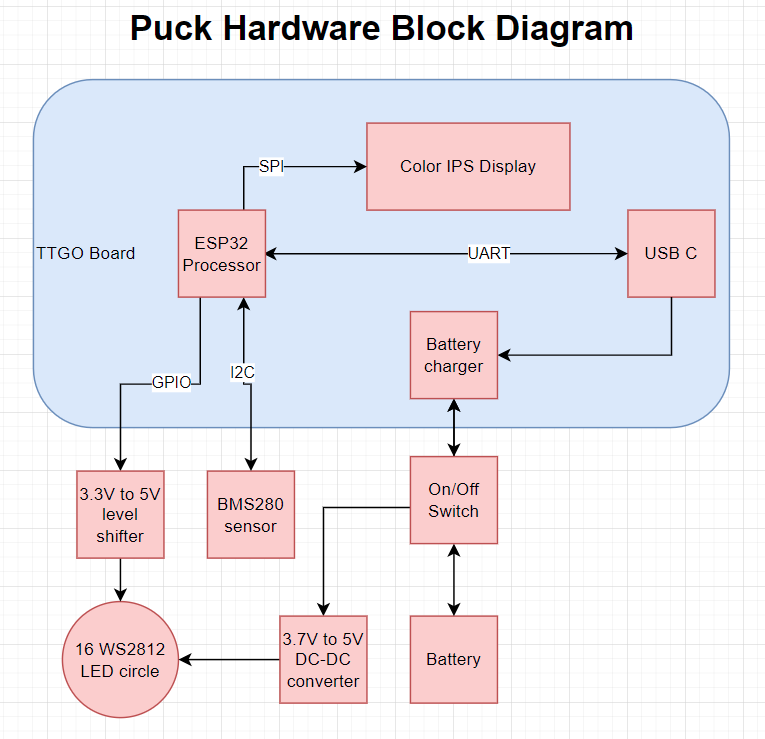 Puck Hardware Block Diagram
SPI
Color IPS Display
ESP32
Processor
TTGO Board
UART
USB C
Battery
charger
I2C
GPIO
3.3V to 5V
level
shifter
BMS280
sensor
On/Off
Switch
16 WS2812
LED circle
3.7V to 5V
DC-DC
converter
Battery